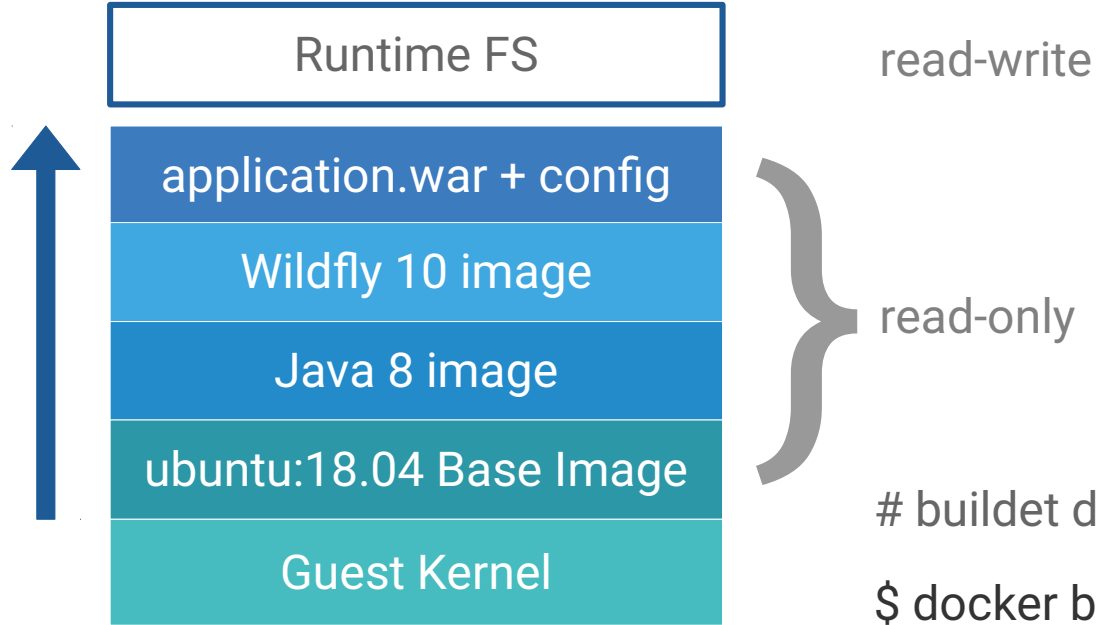 Runtime FS
read-write
application.war + config
Wildfly 10 image
read-only
Java 8 image
ubuntu:18.04 Base Image
# buildet d
Guest Kernel
$ docker b